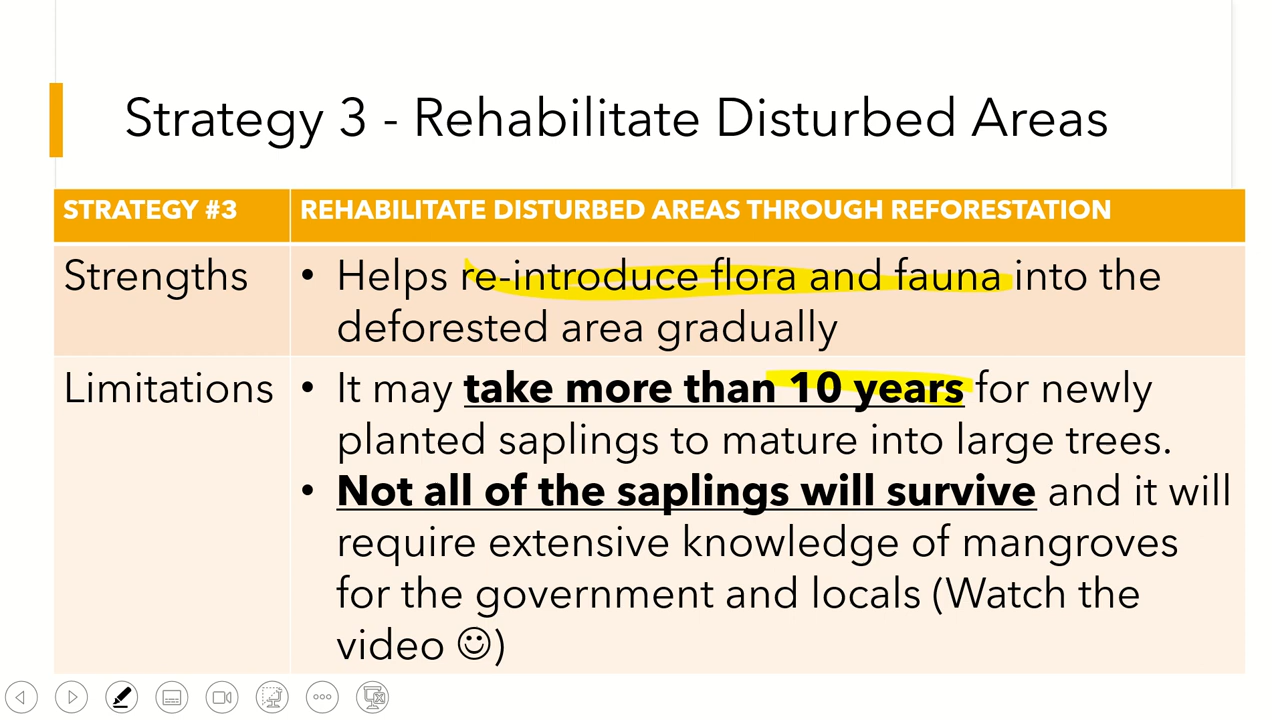 Strategy 3 - Rehabilitate Disturbed Areas
STRATEGY #3
REHABILITATE DISTURBED AREAS THROUGH REFORESTATION
Strengths
• Helps re-introduce flora and fauna into the
deforested area gradually
Limitations
• It may take more than 10 years for newly
planted saplings to mature into large trees.
• Not all of the saplings will survive and it will
require extensive knowledge of mangroves
for the government and locals (Watch the
video ☺)